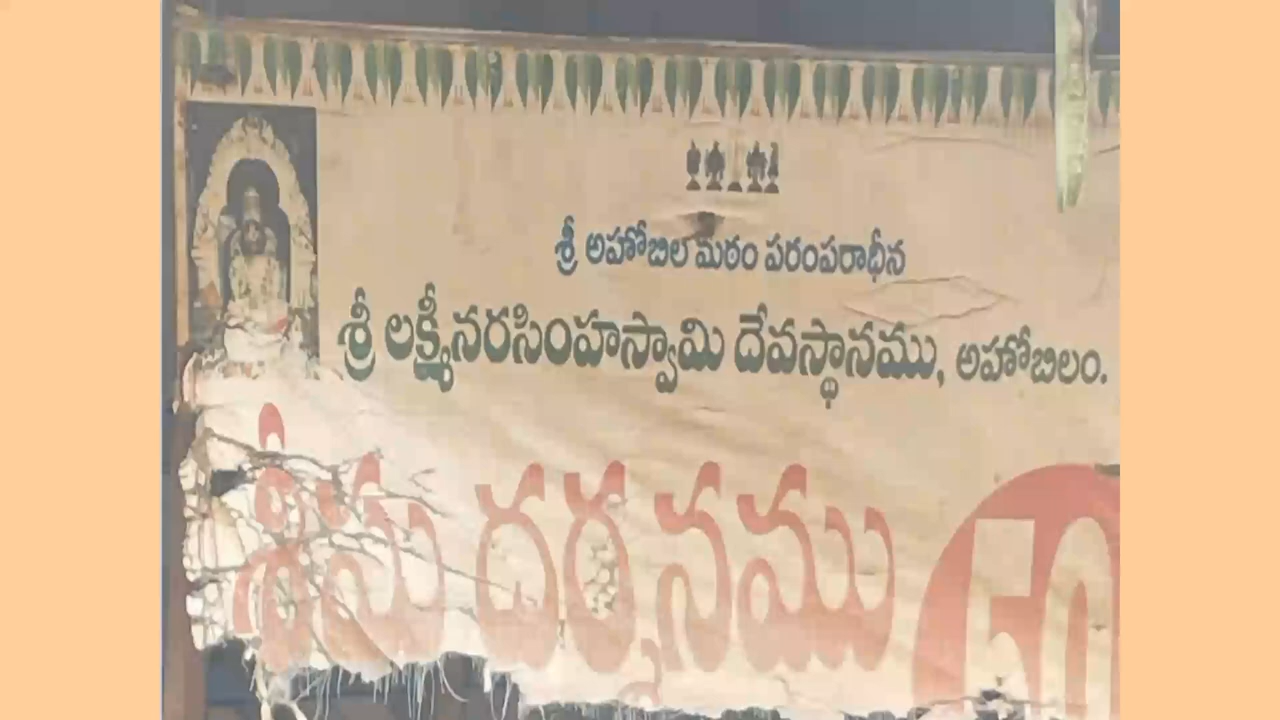 శ్రీ అహోబిల మఠం పరంపరాధీన
శ్రీ లక్ష్మీనరసింహస్వామి దేవస్థానము, అహోబిలం.
దర్శనము